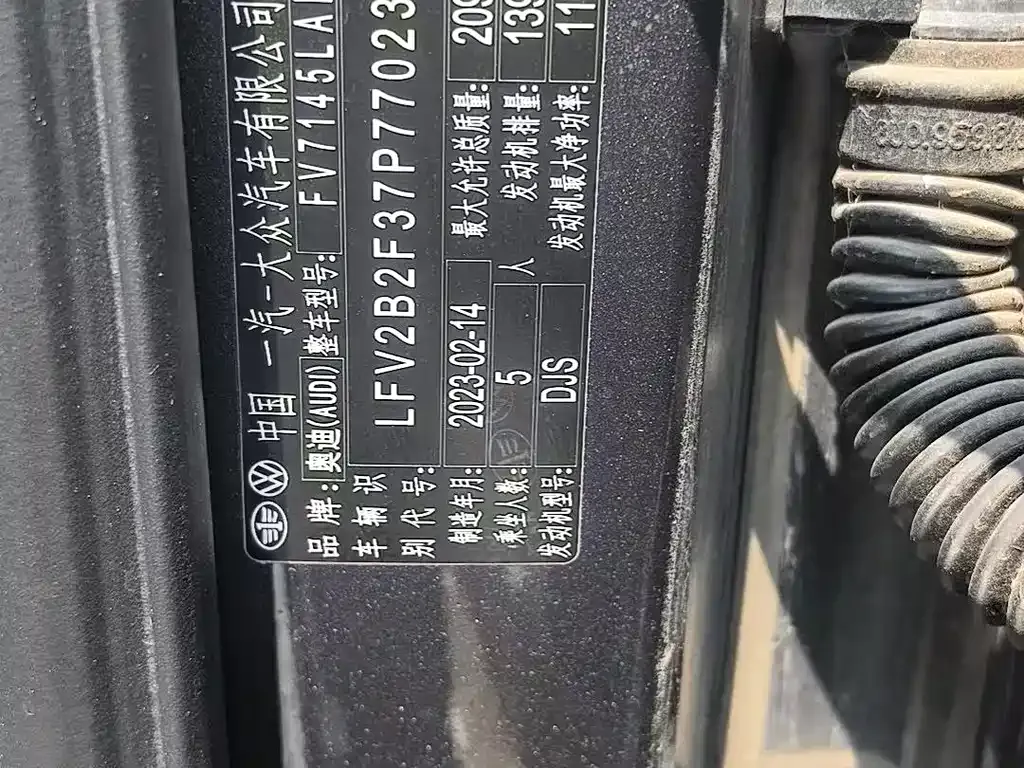 中国 一汽-大众汽车有限公司
品牌: 奥迪(AUDI) 整车型号: FV7145LA
车辆识别代号: LFV2B2F37P77023
制造年月: 2023-02-14 最大允许总质量: 209
乘坐人数: 5 人 发动机排量: 139
发动机型号: DJS 发动机最大净功率: 11